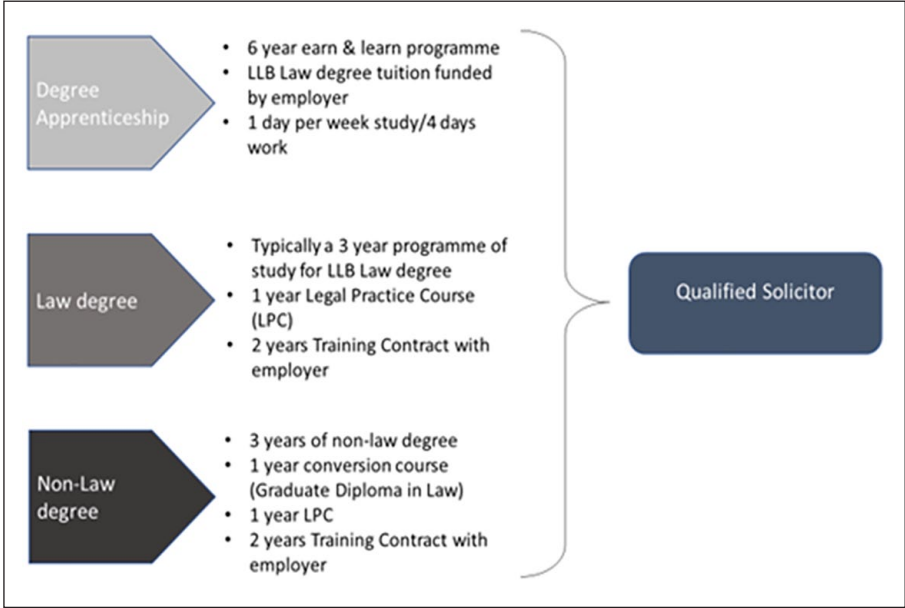 Degree
Apprenticeship
• 6 year earn & learn programme
• LLB Law degree tuition funded
by employer
• 1 day per week study/4 days
work
Law degree
• Typically a 3 year programme of
study for LLB Law degree
• 1 year Legal Practice Course
(LPC)
• 2 years Training Contract with
employer
Non-Law
degree
• 3 years of non-law degree
• 1 year conversion course
(Graduate Diploma in Law)
• 1 year LPC
• 2 years Training Contract with
employer
Qualified Solicitor